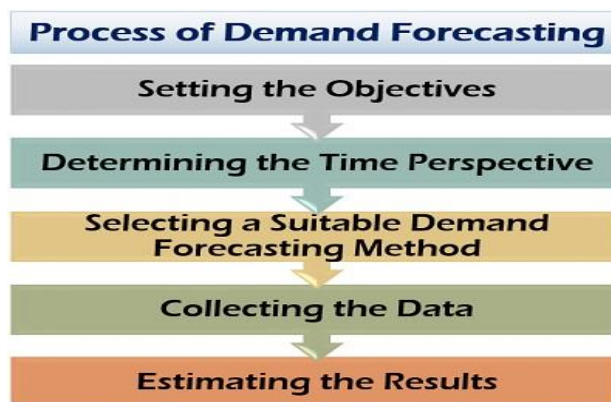 Process of Demand Forecasting
Setting the Objectives
Determining the Time Perspective
Selecting a Suitable Demand
Forecasting Method
Collecting the Data
Estimating the Results